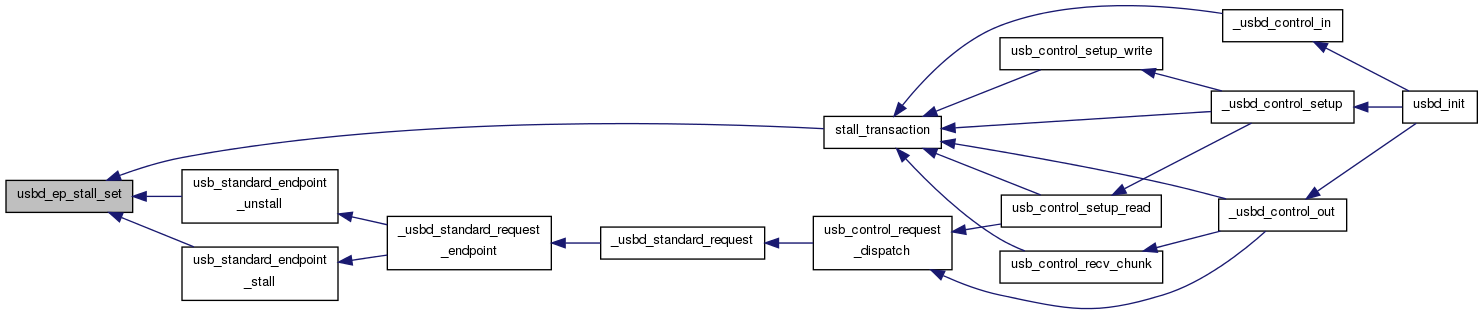 usbd_ep_stall_set
usb_standard_endpoint
_unstall
usb_standard_endpoint
_stall
_usbd_standard_request
_endpoint
_usbd_standard_request
stall_transaction
usb_control_request
_dispatch
_usbd_control_in
usb_control_setup_write
_usbd_control_setup
usb_control_setup_read
_usbd_control_out
usb_control_recv_chunk
usbd_init